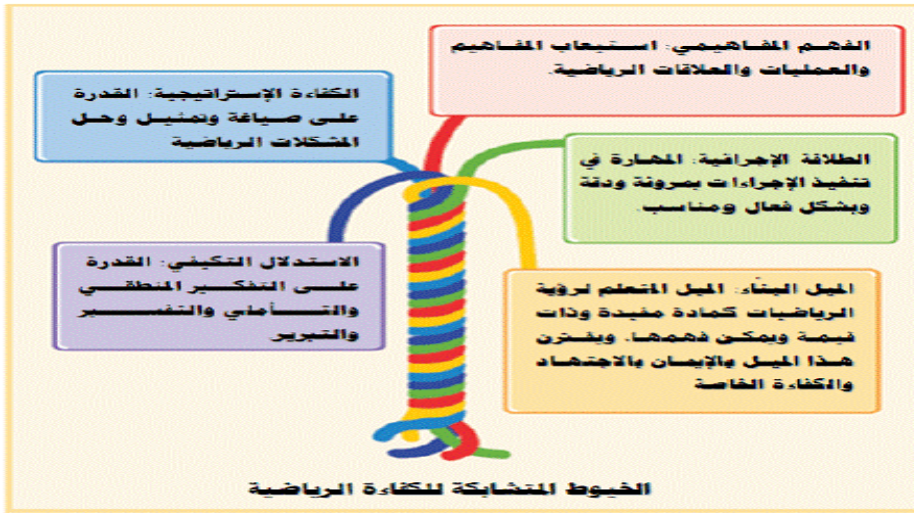 الفهم المفاهيمي: استيعاب المفاهيم
والعمليات والعلاقات الرياضية.
الكفاءة الإستراتيجية: القدرة
على صياغة وتمثيل وحل
المشكلات الرياضية
الطلاقة الإجرائية: المهارة في
تنفيذ الإجراءات بمرونة ودقة
وبشكل فعال ومناسب.
الاستدلال التكيفي: القدرة
على التفكير المنطقي
والتأملي والتفسير
والتبرير
الميل البنّاء: الميل المتعلم لرؤية
الرياضيات كمادة مفيدة وذات
قيمة ويمكن فهمها، ويقترن
هذا الميل بالإيمان بالاجتهاد
والكفاءة الخاصة
الخيوط المتشابكة للكفاءة الرياضية